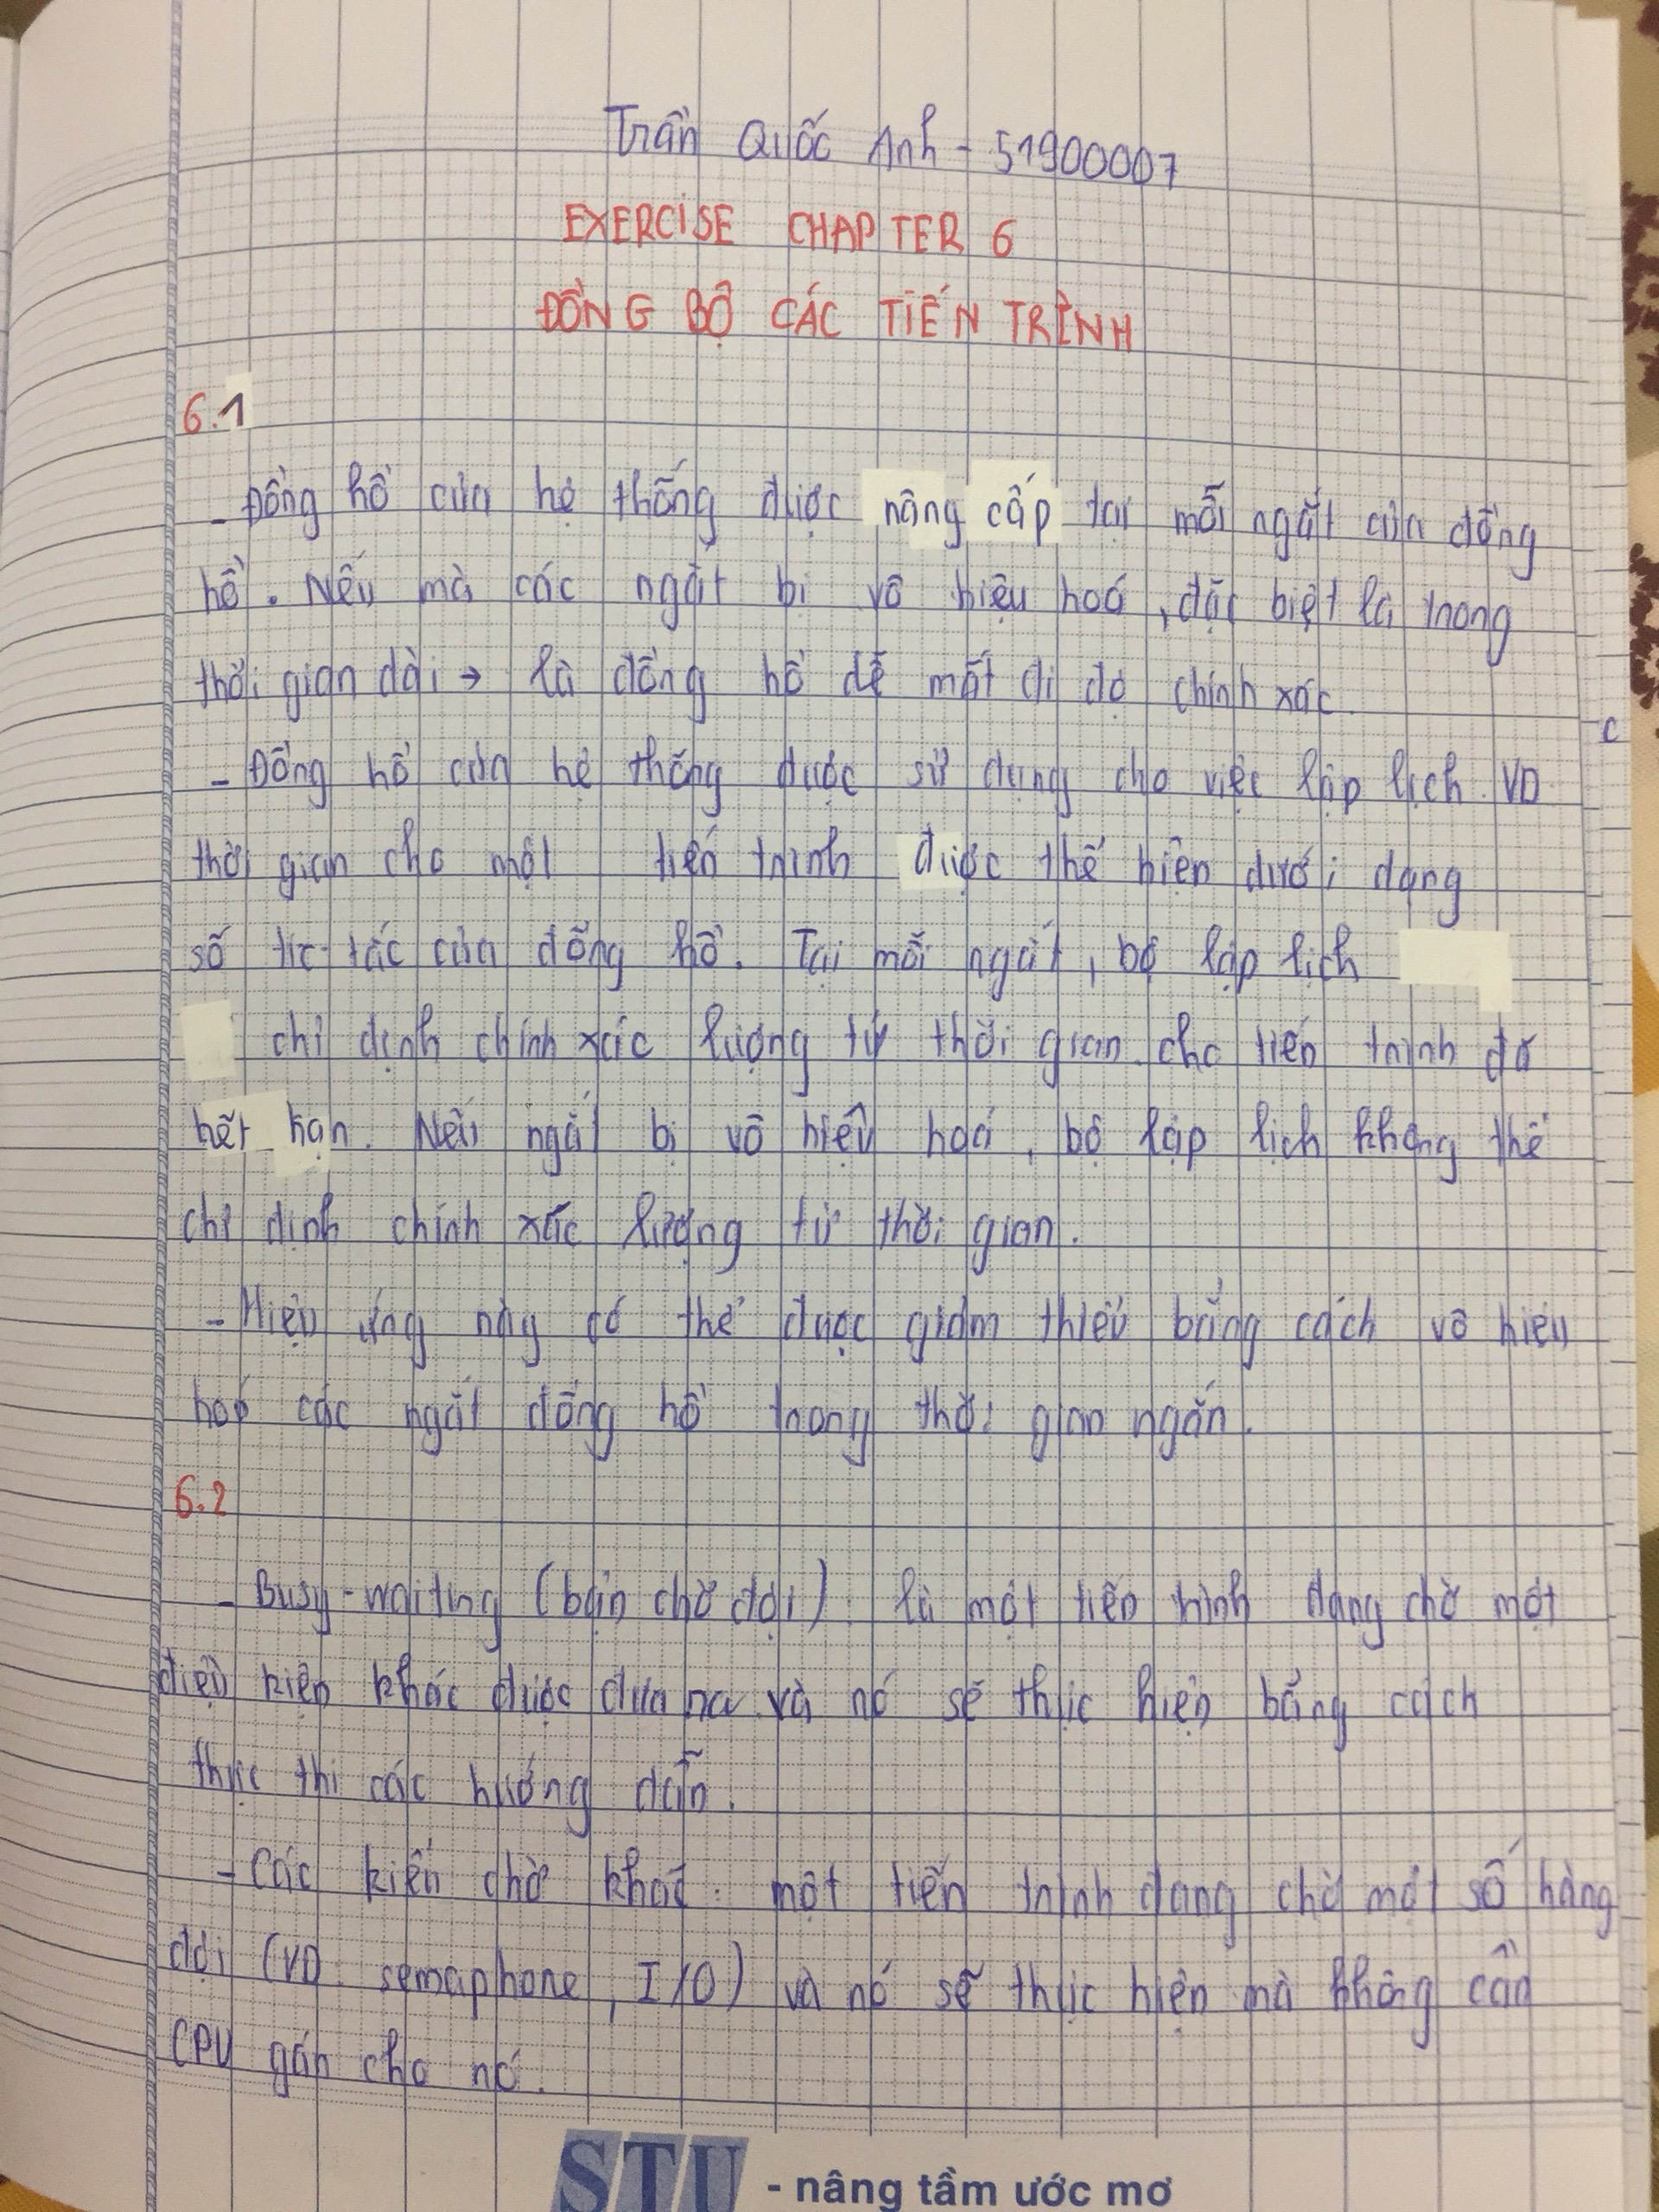 Trần Quốc Anh - 51900007
EXERCISE CHAPTER 6
ĐỒNG BỘ CÁC TIẾN TRÌNH
6.1
- Đồng hồ của hệ thống được nâng cấp tại mỗi ngắt của đồng
hồ. Nếu mà các ngắt bị vô hiệu hoá, đặc biệt là trong
thời gian dài → là đồng hồ dễ mất đi độ chính xác.
- Đồng hồ của hệ thống được sử dụng cho việc lập lịch. VD
thời gian cho một tiến trình được thể hiện dưới dạng
số tic-tắc của đồng hồ. Tại mỗi ngắt, bộ lập lịch
chỉ định chính xác lượng tử thời gian cho tiến trình đó
hết hạn. Nếu ngắt bị vô hiệu hoá, bộ lập lịch không thể
chỉ định chính xác lượng tử thời gian.
- Hiện ứng này có thể được giảm thiểu bằng cách vô hiệu
hoá các ngắt đồng hồ trong thời gian ngắn.
6.2
- Busy-waiting (bận chờ đợi) là một tiến trình đang chờ một
điều kiện khác được đưa ra và nó sẽ thực hiện bằng cách
thực thi các hướng dẫn.
- Các kiến chờ khác: một tiến trình đang chờ một số hàng
đợi (VD: semaphone, I/O) và nó sẽ thực hiện mà không cần
CPU gán cho nó.
STU - nâng tầm ước mơ
c